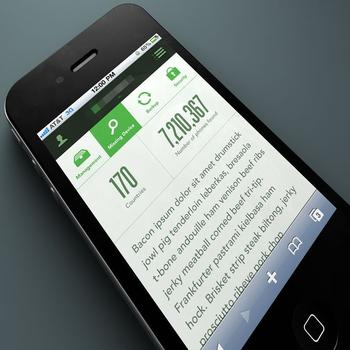 AT&T 3G 12:00 PM 60%
Management
Missing Device
Backup
Security
170
Countries
7,210,367
Number of phones found
Bacon ipsum dolor sit amet drumstick
jowl pig tenderloin leberkas, bresaola
t-bone andouille ham venison beef ribs
jerky meatball corned beef tri-tip.
Frankfurter pastrami kielbasa ham
hock. Brisket strip steak biltong, jerky
prosciutto ribeye pork chop